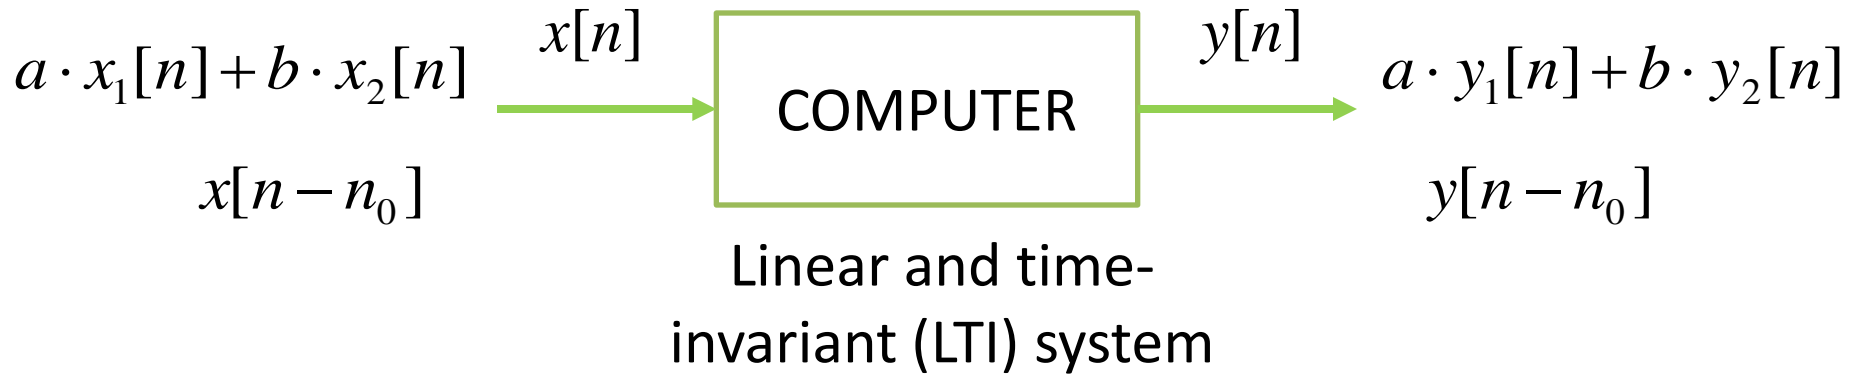 x[n]
y[n]
a · x₁[n] + b · x₂[n]
COMPUTER
a · y₁[n] + b · y₂[n]
x[n − n₀]
y[n − n₀]
Linear and time-
invariant (LTI) system